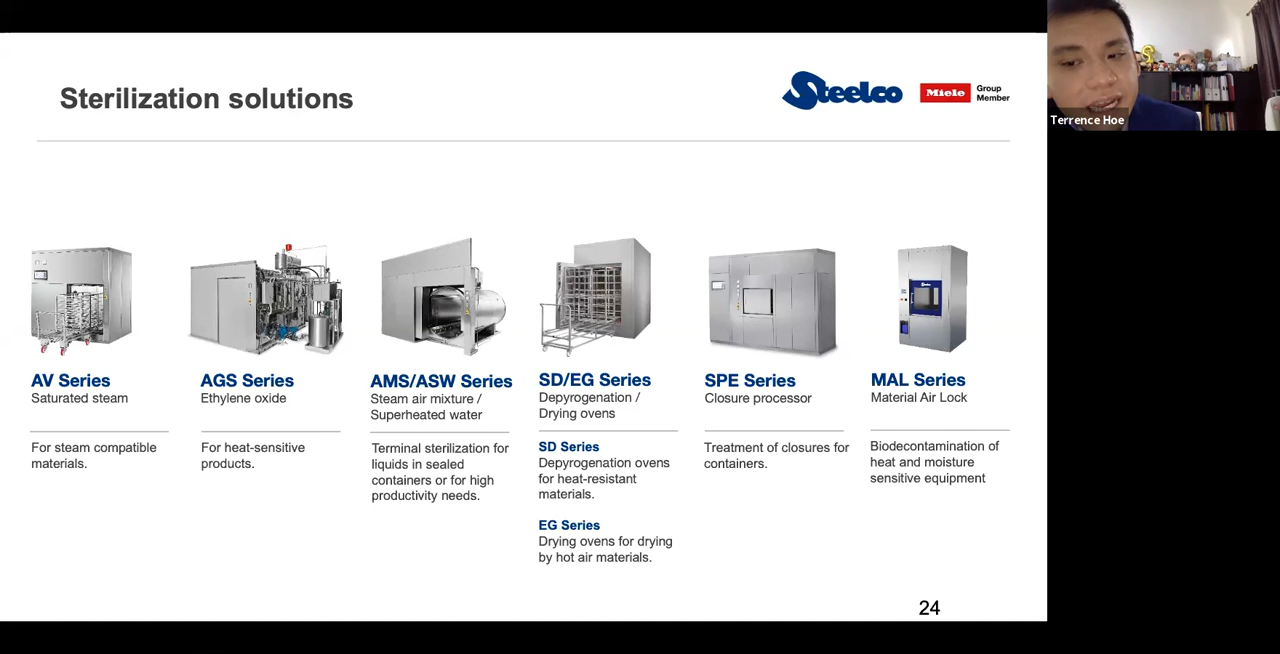 Sterilization solutions
Steelco
Miele
Group
Member
Terrence Hoe
AV Series
Saturated steam
For steam compatible
materials.
AGS Series
Ethylene oxide
For heat-sensitive
products.
AMS/ASW Series
Steam air mixture /
Superheated water
Terminal sterilization for
liquids in sealed
containers or for high
productivity needs.
SD/EG Series
Depyrogenation /
Drying ovens
SD Series
Depyrogenation ovens
for heat-resistant
materials.
EG Series
Drying ovens for drying
by hot air materials.
SPE Series
Closure processor
Treatment of closures for
containers.
MAL Series
Material Air Lock
Biodecontamination of
heat and moisture
sensitive equipment
24